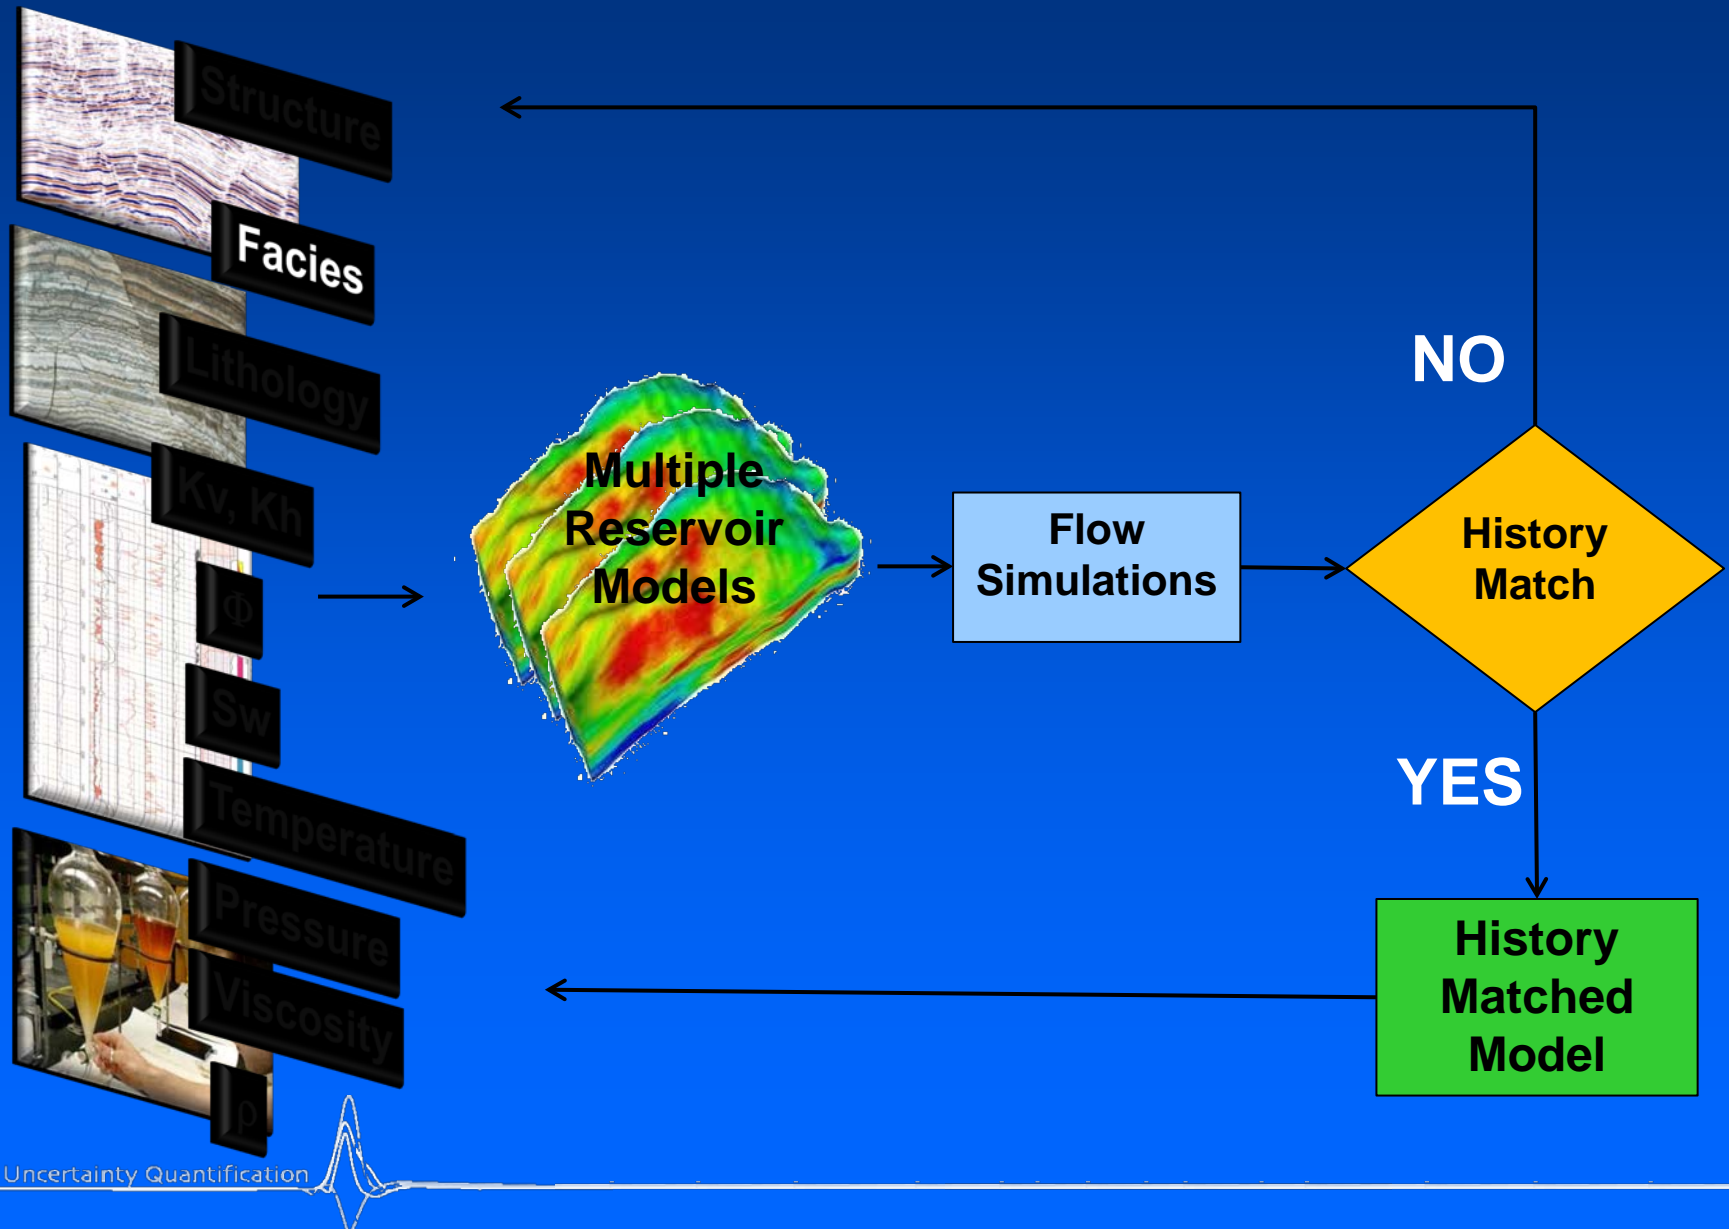 Structure
Facies
Lithology
Kv, Kh
Φ
Sw
Temperature
Pressure
Viscosity
ρ
Multiple
Reservoir
Models
Flow
Simulations
NO
History
Match
YES
History
Matched
Model
Uncertainty Quantification